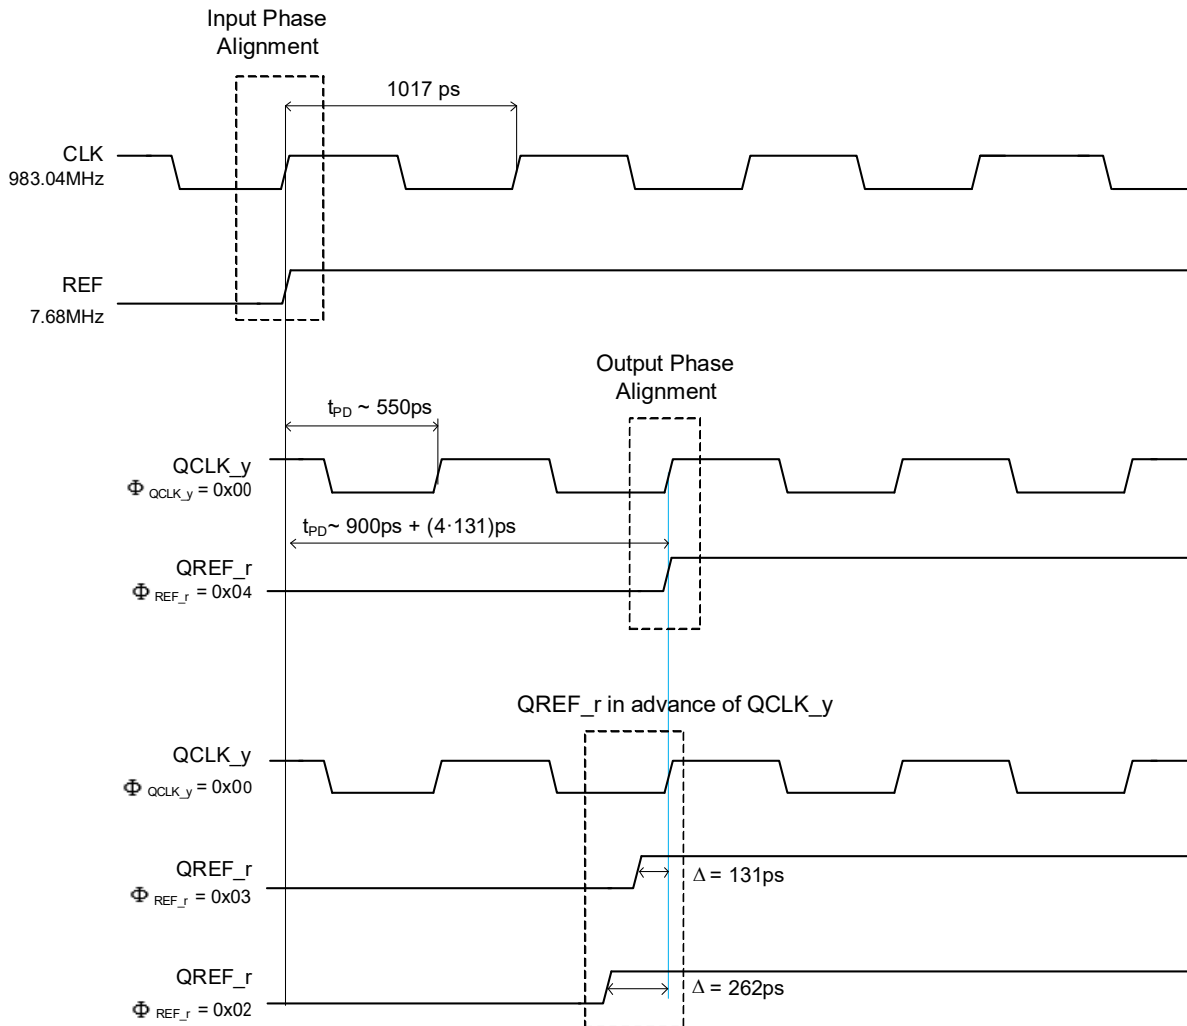 Input Phase
Alignment
1017 ps
CLK
983.04MHz
REF
7.68MHz
Output Phase
Alignment
tPD ~ 550ps
QCLK_y
Φ QCLK_y = 0x00
tPD~ 900ps + (4·131)ps
QREF_r
Φ REF_r = 0x04
QREF_r in advance of QCLK_y
QCLK_y
Φ QCLK_y = 0x00
QREF_r
Δ = 131ps
Φ REF_r = 0x03
QREF_r
Δ = 262ps
Φ REF_r = 0x02